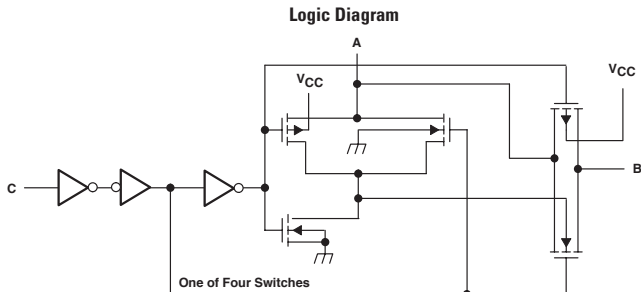 Logic Diagram
A
VCC
VCC
C
B
One of Four Switches